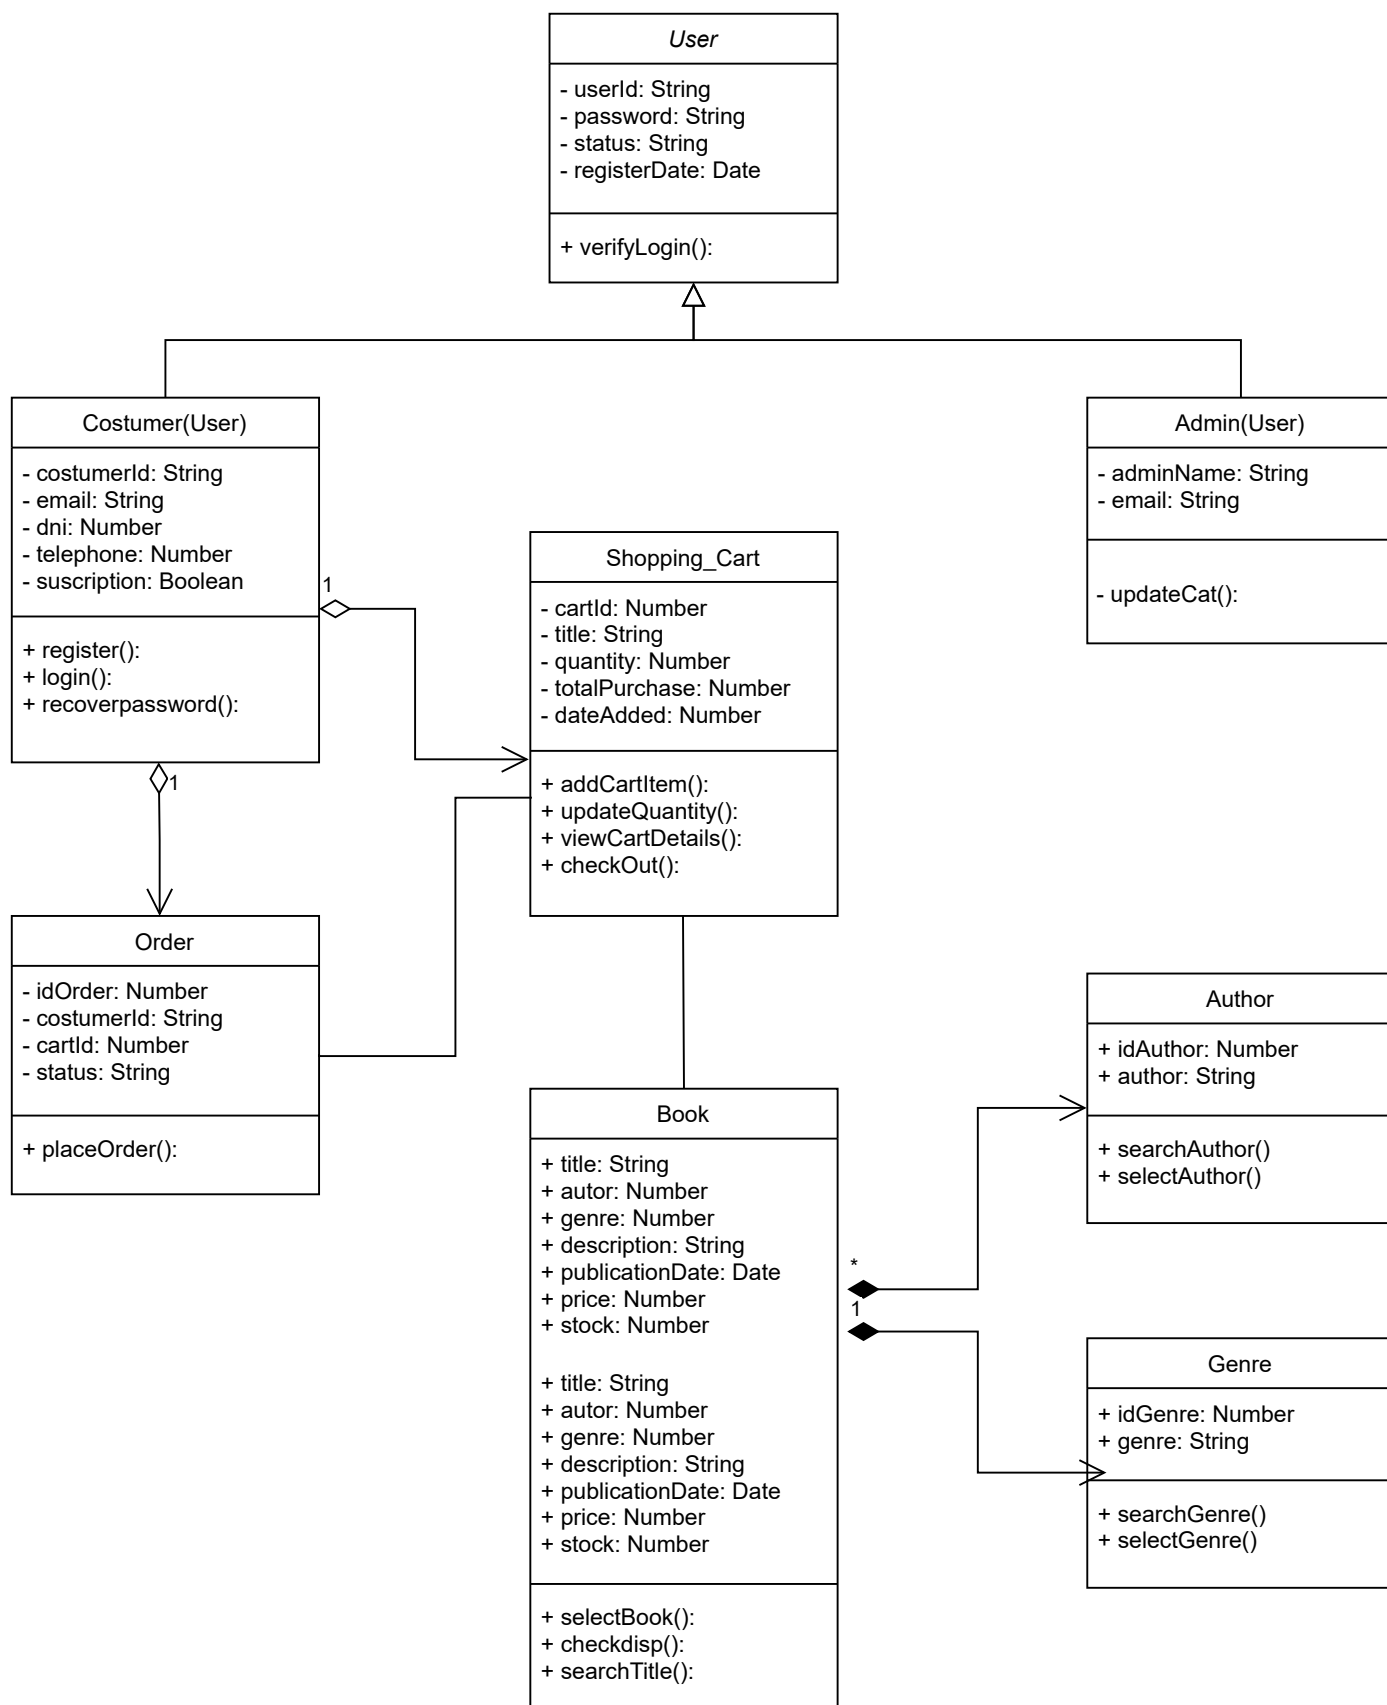 User
- userId: String
- password: String
- status: String
- registerDate: Date
+ verifyLogin():
Costumer(User)
- costumerId: String
- email: String
- dni: Number
- telephone: Number
- suscription: Boolean
+ register():
+ login():
+ recoverpassword():
1
1
Admin(User)
- adminName: String
- email: String
- updateCat():
Shopping_Cart
- cartId: Number
- title: String
- quantity: Number
- totalPurchase: Number
- dateAdded: Number
+ addCartItem():
+ updateQuantity():
+ viewCartDetails():
+ checkOut():
Order
- idOrder: Number
- costumerId: String
- cartId: Number
- status: String
+ placeOrder():
Book
+ title: String
+ autor: Number
+ genre: Number
+ description: String
+ publicationDate: Date
+ price: Number
+ stock: Number
+ title: String
+ autor: Number
+ genre: Number
+ description: String
+ publicationDate: Date
+ price: Number
+ stock: Number
+ selectBook():
+ checkdisp():
+ searchTitle():
*
1
Author
+ idAuthor: Number
+ author: String
+ searchAuthor()
+ selectAuthor()
Genre
+ idGenre: Number
+ genre: String
+ searchGenre()
+ selectGenre()